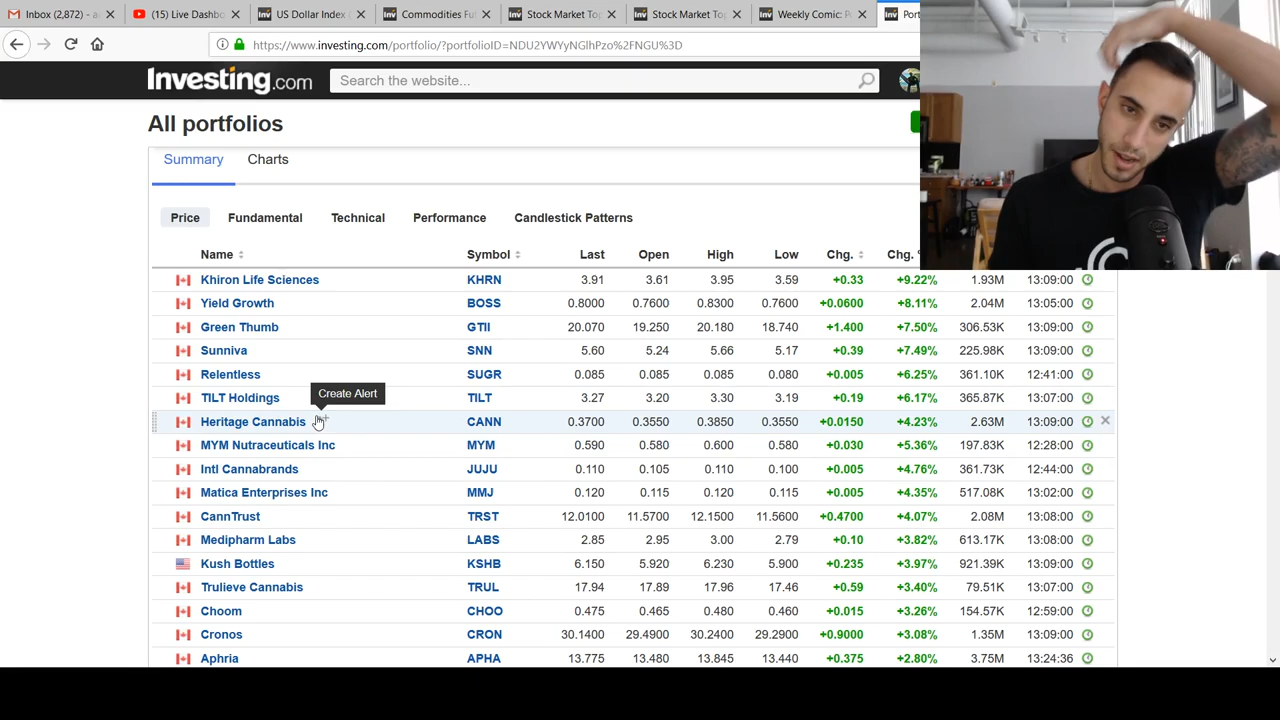 Inbox (2,872) - a
(15) Live Dashbo
US Dollar Index (
Commodities Fu
Stock Market To
Stock Market To
Weekly Comic: P
Port
https://www.investing.com/portfolio/?portfolioID=NDU2YWYyNGlhPzo%2FNGU%3D
Investing.com
Search the website...
All portfolios
Summary Charts
Price Fundamental Technical Performance Candlestick Patterns
Name Symbol Last Open High Low Chg. Chg.
Khiron Life Sciences KHRN 3.91 3.61 3.95 3.59 +0.33 +9.22% 1.93M 13:09:00
Yield Growth BOSS 0.8000 0.7600 0.8300 0.7600 +0.0600 +8.11% 2.04M 13:05:00
Green Thumb GTII 20.070 19.250 20.180 18.740 +1.400 +7.50% 306.53K 13:09:00
Sunniva SNN 5.60 5.24 5.66 5.17 +0.39 +7.49% 225.98K 13:09:00
Relentless SUGR 0.085 0.085 0.085 0.080 +0.005 +6.25% 361.10K 12:41:00
Create Alert
TILT Holdings TILT 3.27 3.20 3.30 3.19 +0.19 +6.17% 365.87K 13:07:00
Heritage Cannabis CANN 0.3700 0.3550 0.3850 0.3550 +0.0150 +4.23% 2.63M 13:09:00
MYM Nutraceuticals Inc MYM 0.590 0.580 0.600 0.580 +0.030 +5.36% 197.83K 12:28:00
Intl Cannabrands JUJU 0.110 0.105 0.110 0.100 +0.005 +4.76% 361.73K 12:44:00
Matica Enterprises Inc MMJ 0.120 0.115 0.120 0.115 +0.005 +4.35% 517.08K 13:02:00
CannTrust TRST 12.0100 11.5700 12.1500 11.5600 +0.4700 +4.07% 2.08M 13:08:00
Medipharm Labs LABS 2.85 2.95 3.00 2.79 +0.10 +3.82% 613.17K 13:08:00
Kush Bottles KSHB 6.150 5.920 6.230 5.900 +0.235 +3.97% 921.39K 13:09:00
Trulieve Cannabis TRUL 17.94 17.89 17.96 17.46 +0.59 +3.40% 79.51K 13:07:00
Choom CHOO 0.475 0.465 0.480 0.460 +0.015 +3.26% 154.57K 12:59:00
Cronos CRON 30.1400 29.4900 30.2400 29.2900 +0.9000 +3.08% 1.35M 13:09:00
Aphria APHA 13.775 13.480 13.845 13.440 +0.375 +2.80% 3.75M 13:24:36